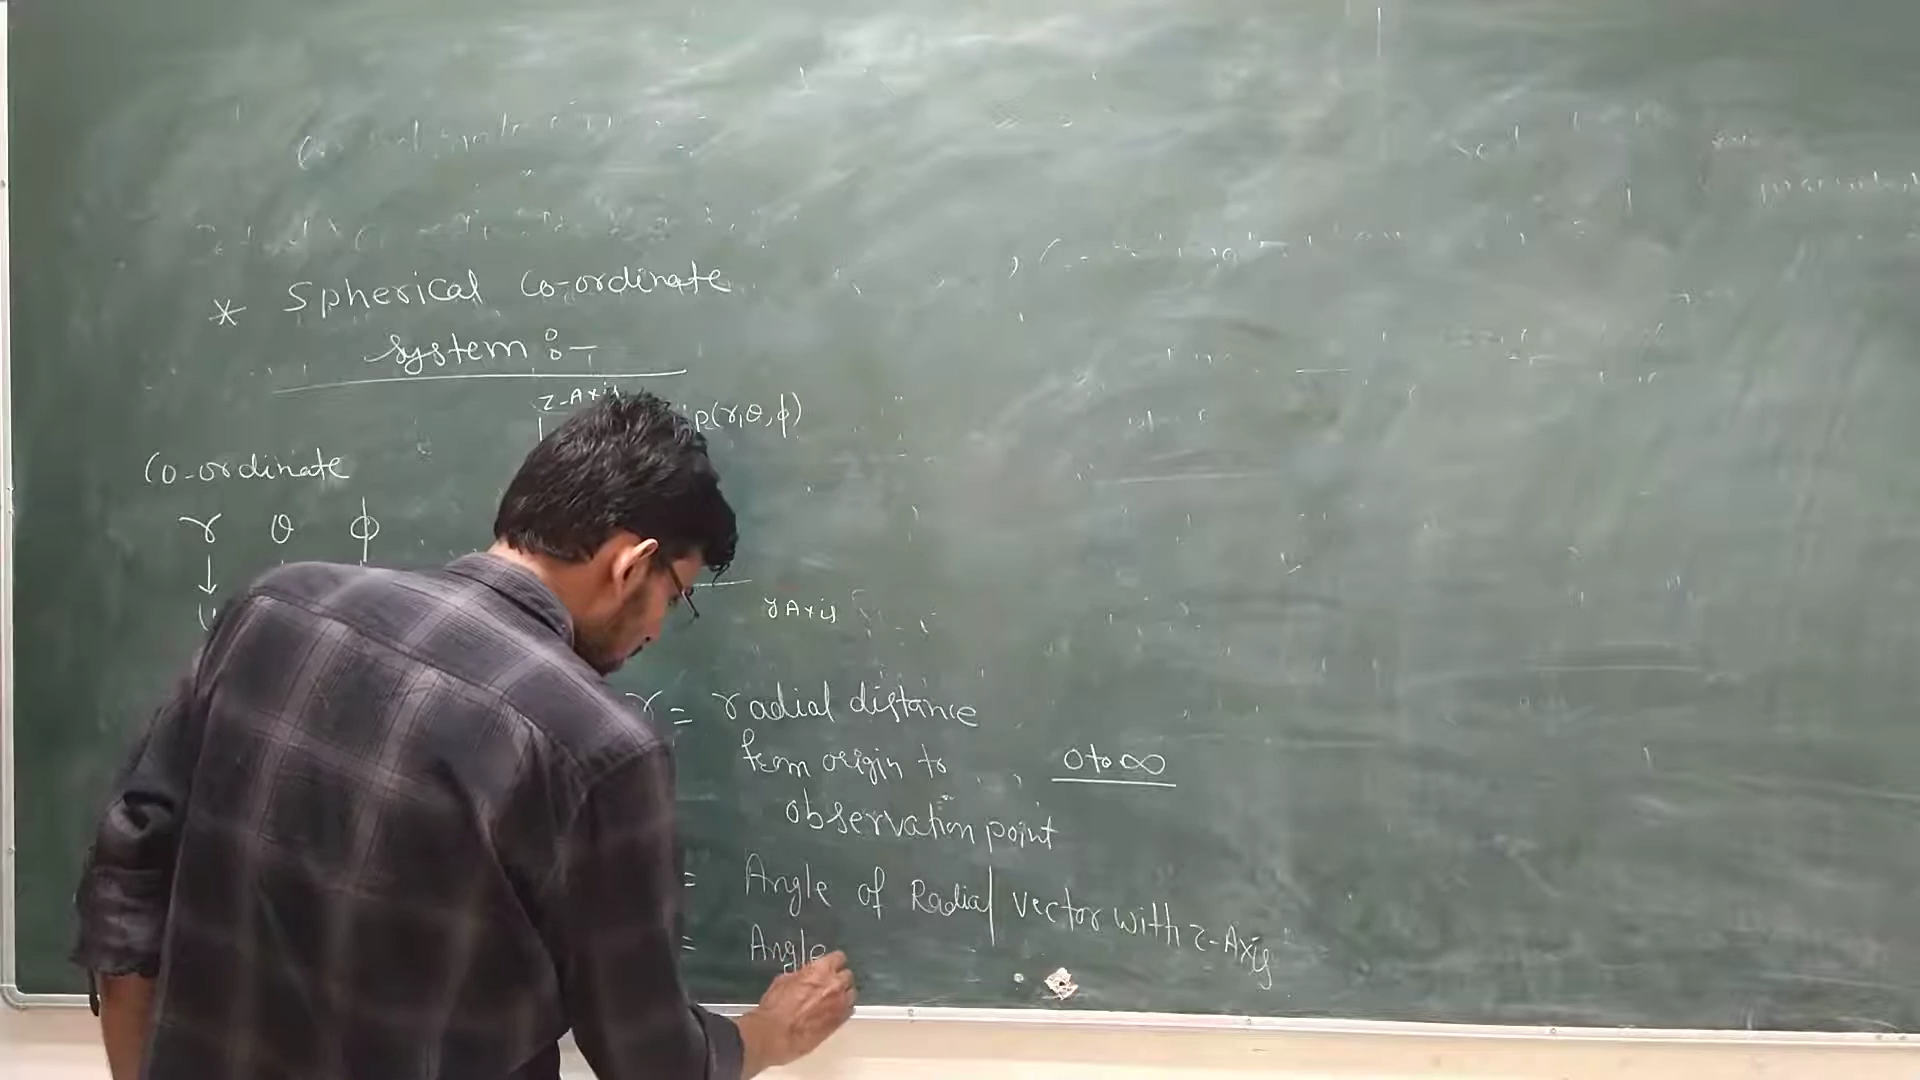 * Spherical Co-ordinate
System :-
Z-Axis
P(r,θ,ϕ)
Co-ordinate
r θ ϕ
↓
y Axis
r = radial distance
from origin to 0 to ∞
observation point
= Angle of Radial vector with z-Axis
= Angle